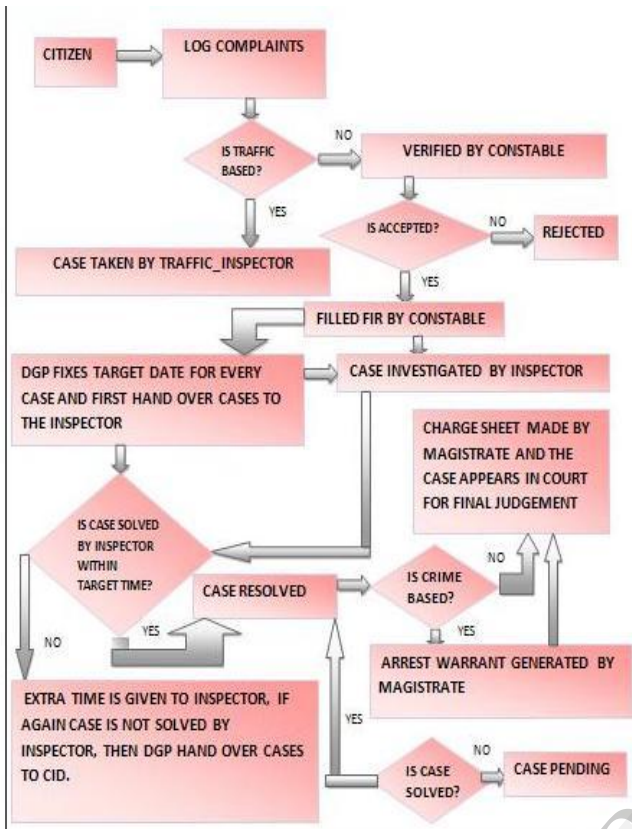 CITIZEN
LOG COMPLAINTS
IS TRAFFIC
BASED?
NO
VERIFIED BY CONSTABLE
YES
IS ACCEPTED?
NO
REJECTED
CASE TAKEN BY TRAFFIC_INSPECTOR
YES
FILLED FIR BY CONSTABLE
DGP FIXES TARGET DATE FOR EVERY
CASE AND FIRST HAND OVER CASES TO
THE INSPECTOR
CASE INVESTIGATED BY INSPECTOR
CHARGE SHEET MADE BY
MAGISTRATE AND THE
CASE APPEARS IN COURT
FOR FINAL JUDGEMENT
IS CASE SOLVED
BY INSPECTOR
WITHIN
TARGET TIME?
CASE RESOLVED
IS CRIME
BASED?
NO
YES
NO
YES
ARREST WARRANT GENERATED BY
MAGISTRATE
EXTRA TIME IS GIVEN TO INSPECTOR, IF
AGAIN CASE IS NOT SOLVED BY
INSPECTOR, THEN DGP HAND OVER CASES
TO CID.
YES
IS CASE
SOLVED?
NO
CASE PENDING